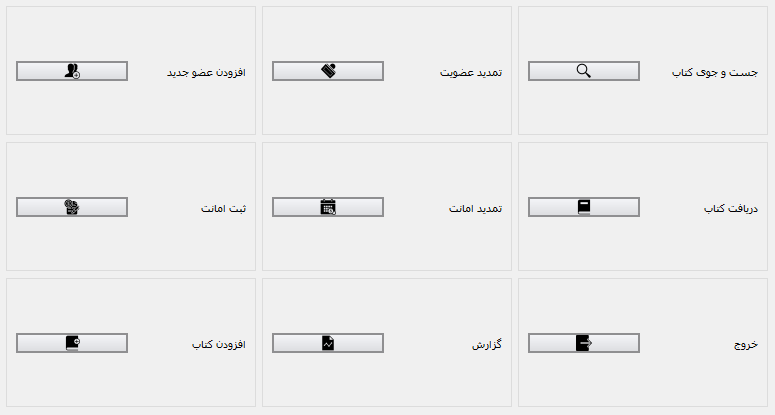 جست و جوی کتاب
تمدید عضویت
افزودن عضو جدید
دریافت کتاب
تمدید امانت
ثبت امانت
خروج
گزارش
افزودن کتاب